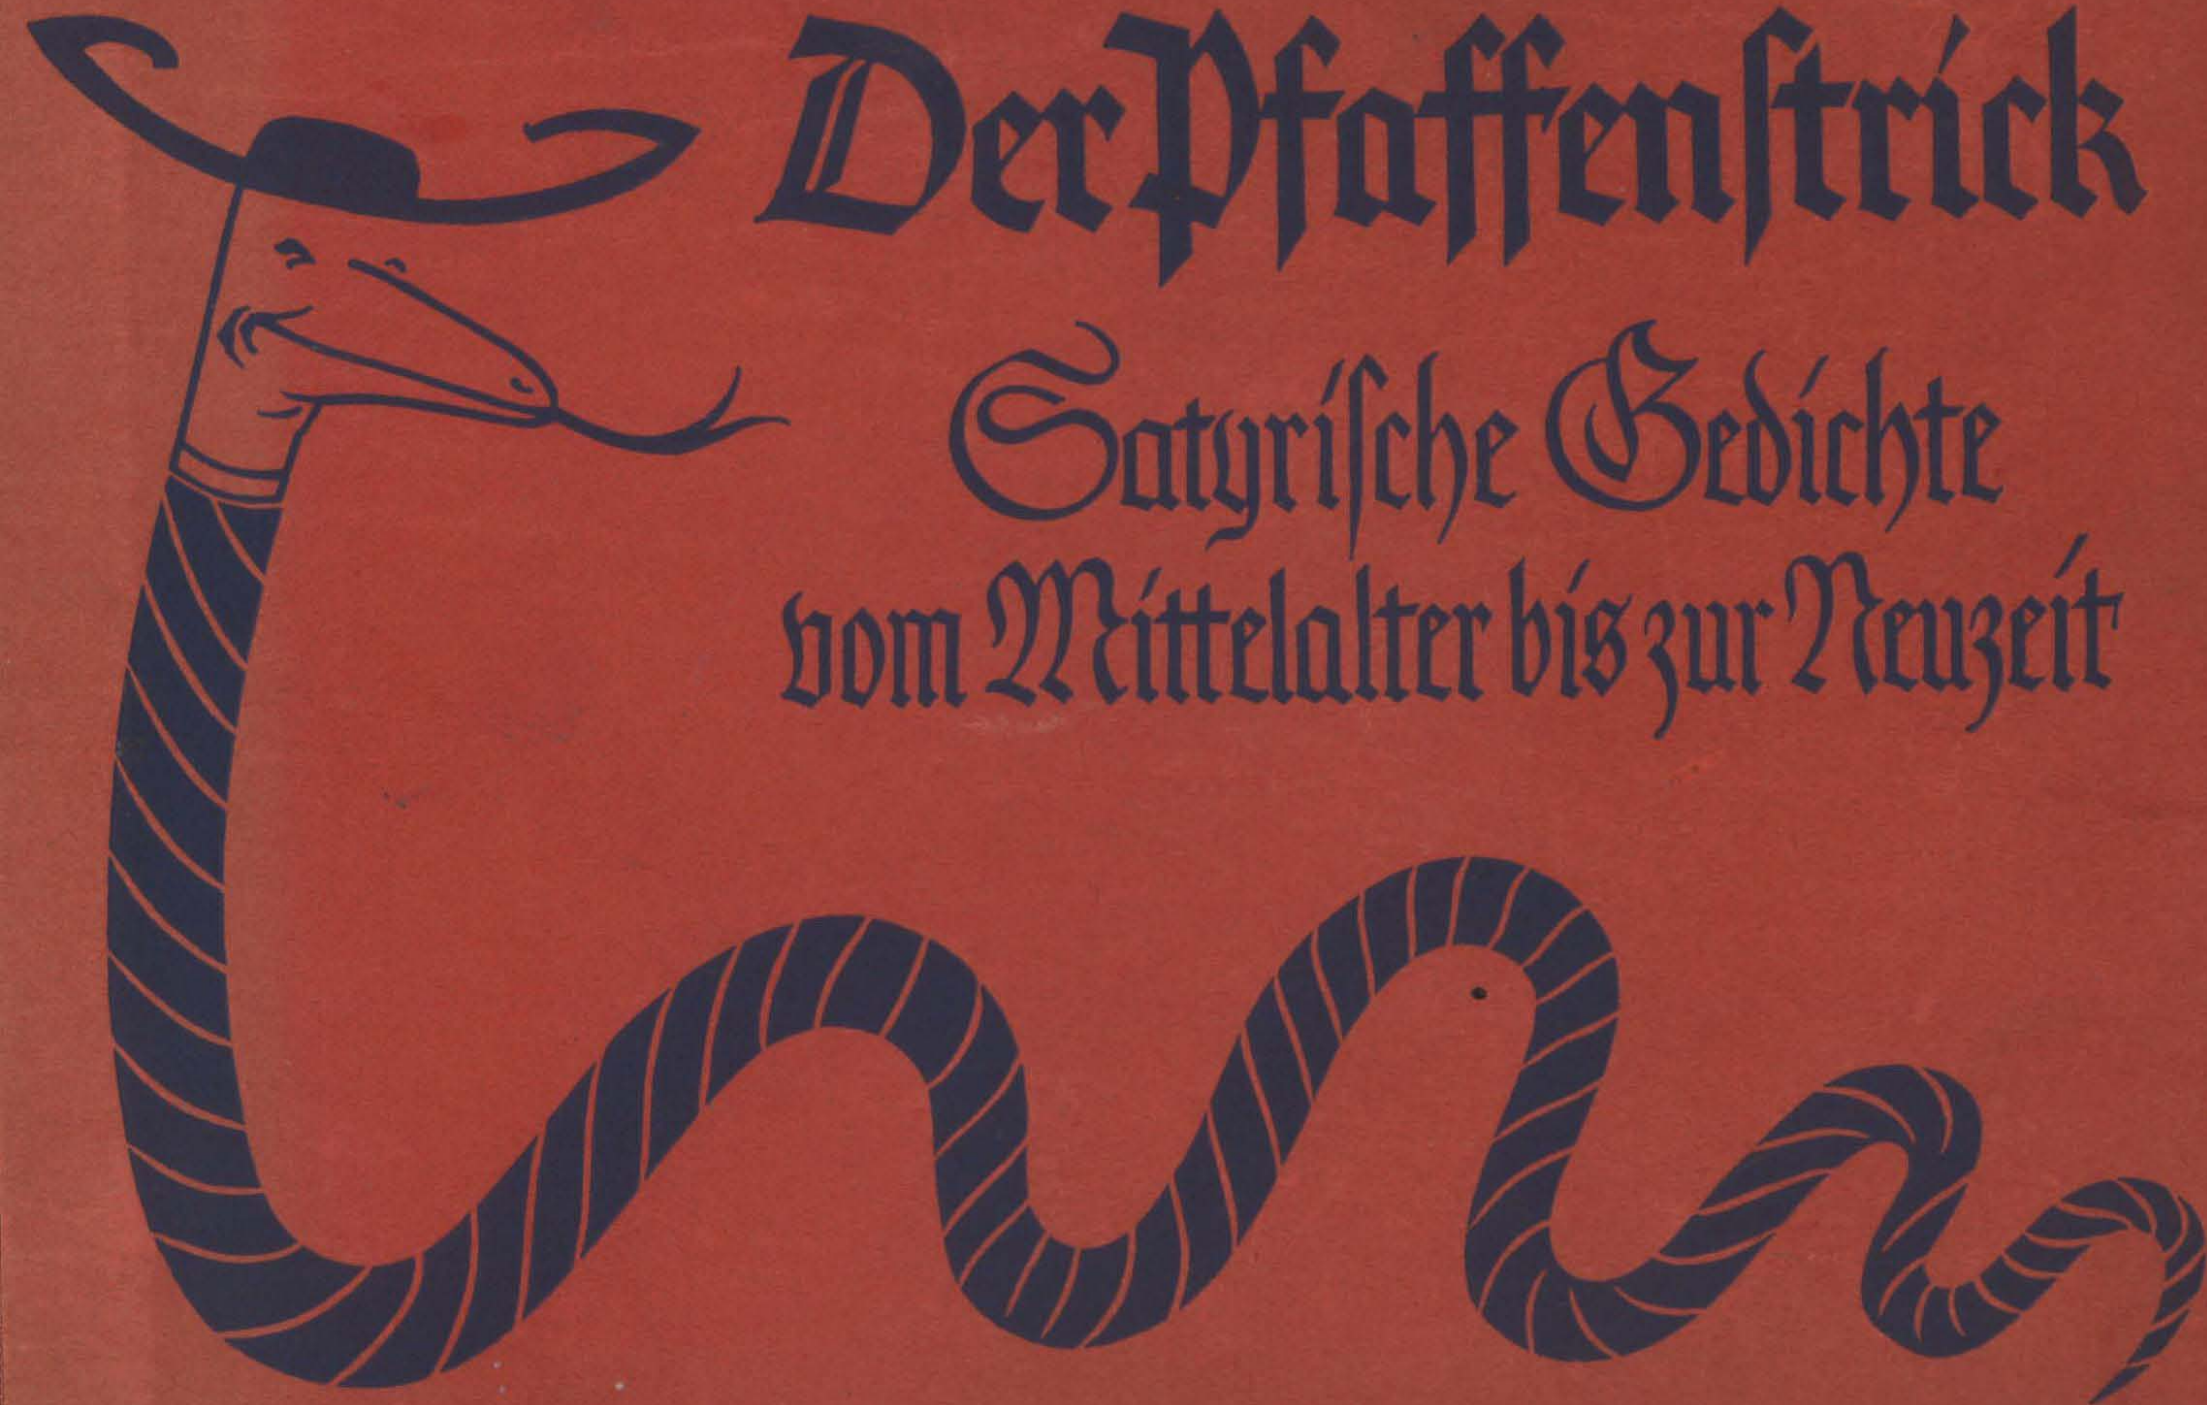 Der Pfaffenſtrick
Satyriſche Gedichte
vom Mittelalter bis zur Neuzeit